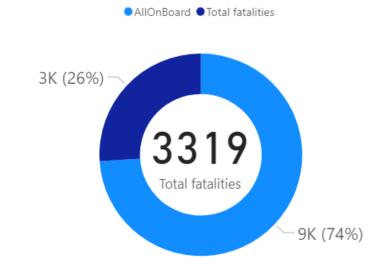 AllOnBoard Total fatalities
3K (26%)
3319
Total fatalities
9K (74%)